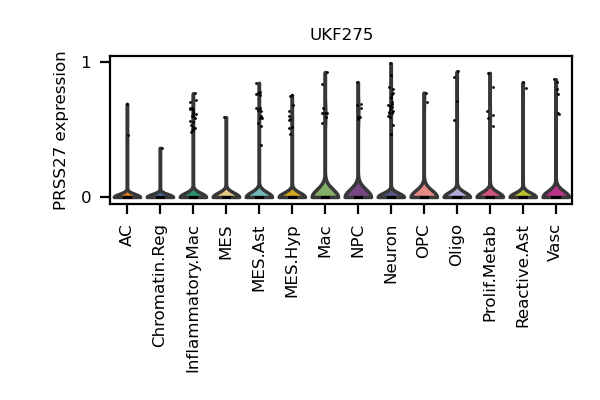 UKF275
PRSS27 expression
1
0
AC
Chromatin.Reg
Inflammatory.Mac
MES
MES.Ast
MES.Hyp
Mac
NPC
Neuron
OPC
Oligo
Prolif.Metab
Reactive.Ast
Vasc